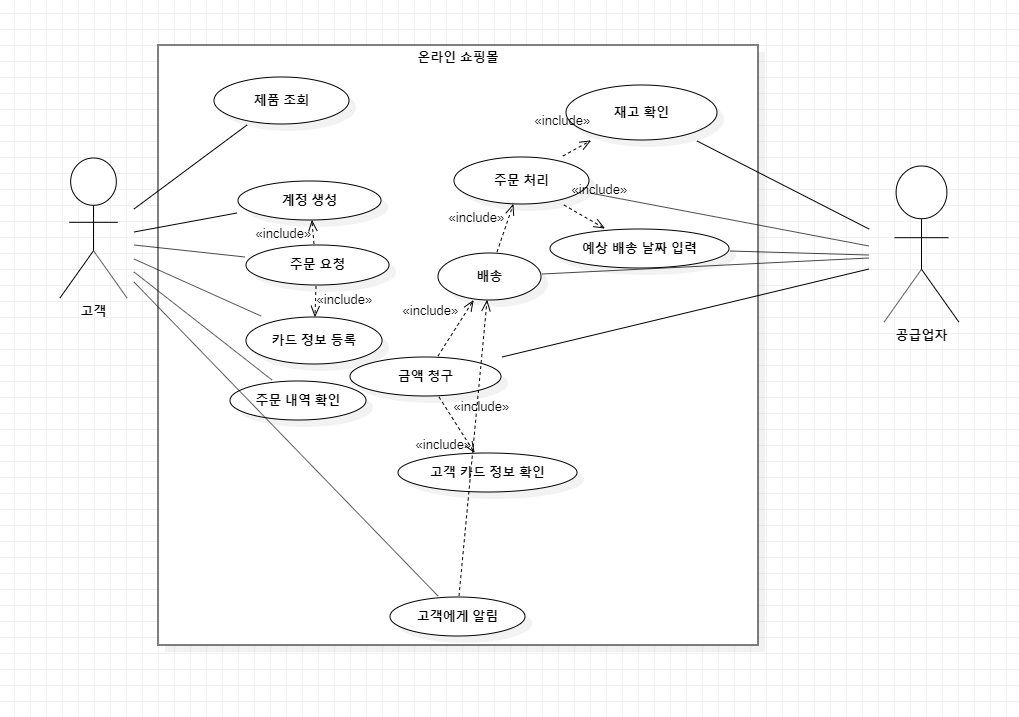 온라인 쇼핑몰
제품 조회
재고 확인
«include»
주문 처리
«include»
계정 생성
«include»
«include»
주문 요청
예상 배송 날짜 입력
배송
«include»
«include»
고객
공급업자
카드 정보 등록
금액 청구
주문 내역 확인
«include»
«include»
고객 카드 정보 확인
고객에게 알림